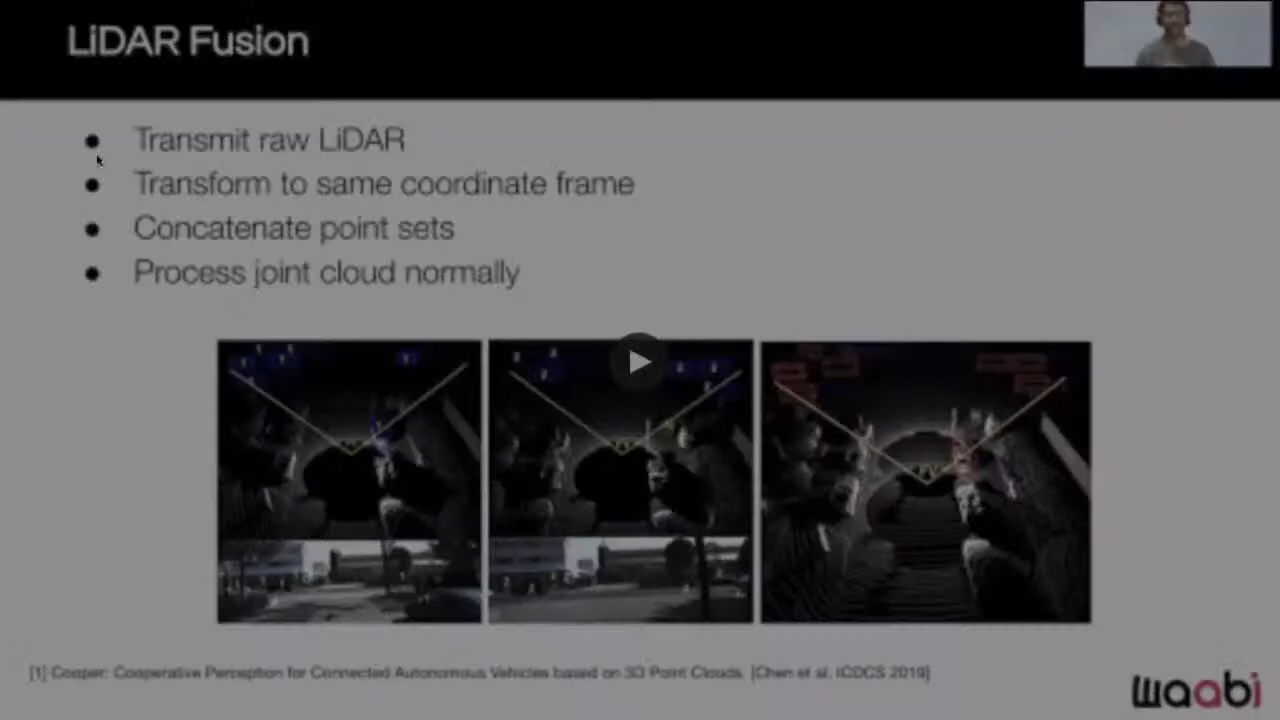 LiDAR Fusion
Transmit raw LiDAR
Transform to same coordinate frame
Concatenate point sets
Process joint cloud normally
[1] Cooper: Cooperative Perception for Connected Autonomous Vehicles based on 3D Point Clouds. [Chen et al. ICDCS 2019]
waabi